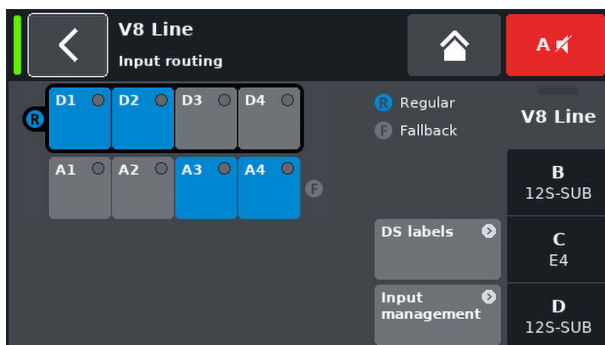 V8 Line
Input routing
A
D1 D2 D3 D4
R
R Regular
F Fallback
V8 Line
A1 A2 A3 A4
F
B
12S-SUB
DS labels
C
E4
Input
management
D
12S-SUB